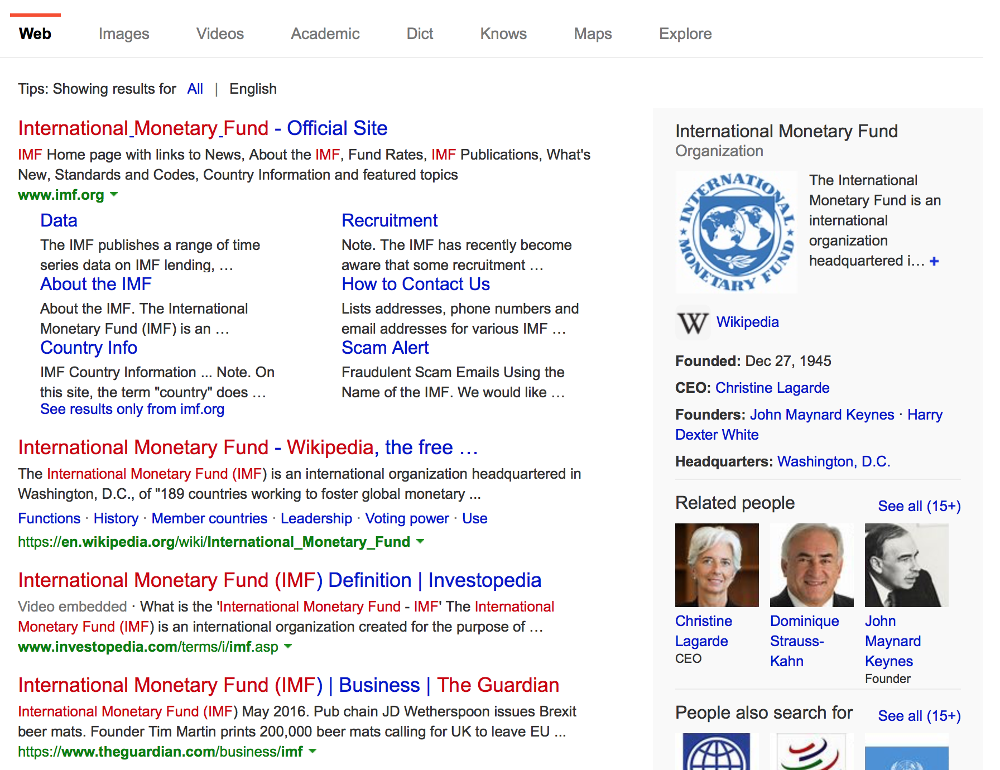 Web Images Videos Academic Dict Knows Maps Explore
Tips: Showing results for All | English
International Monetary Fund - Official Site
IMF Home page with links to News, About the IMF, Fund Rates, IMF Publications, What's
New, Standards and Codes, Country Information and featured topics
www.imf.org
Data
The IMF publishes a range of time
series data on IMF lending, ...
Recruitment
Note. The IMF has recently become
aware that some recruitment ...
About the IMF
About the IMF. The International
Monetary Fund (IMF) is an ...
How to Contact Us
Lists addresses, phone numbers and
email addresses for various IMF ...
Country Info
IMF Country Information ... Note. On
this site, the term "country" does ...
Scam Alert
Fraudulent Scam Emails Using the
Name of the IMF. We would like ...
See results only from imf.org
International Monetary Fund - Wikipedia, the free ...
The International Monetary Fund (IMF) is an international organization headquartered in
Washington, D.C., of "189 countries working to foster global monetary ...
Functions · History · Member countries · Leadership · Voting power · Use
https://en.wikipedia.org/wiki/International_Monetary_Fund
International Monetary Fund (IMF) Definition | Investopedia
Video embedded · What is the 'International Monetary Fund - IMF' The International
Monetary Fund (IMF) is an international organization created for the purpose of ...
www.investopedia.com/terms/i/imf.asp
International Monetary Fund (IMF) | Business | The Guardian
International Monetary Fund (IMF) May 2016. Pub chain JD Wetherspoon issues Brexit
beer mats. Founder Tim Martin prints 200,000 beer mats calling for UK to leave EU ...
https://www.theguardian.com/business/imf
International Monetary Fund
Organization
INTERNATIONAL MONETARY FUND
The International
Monetary Fund is an
international
organization
headquartered i... +
W Wikipedia
Founded: Dec 27, 1945
CEO: Christine Lagarde
Founders: John Maynard Keynes · Harry
Dexter White
Headquarters: Washington, D.C.
Related people See all (15+)
Christine
Lagarde
CEO
Dominique
Strauss-
Kahn
John
Maynard
Keynes
Founder
People also search for See all (15+)